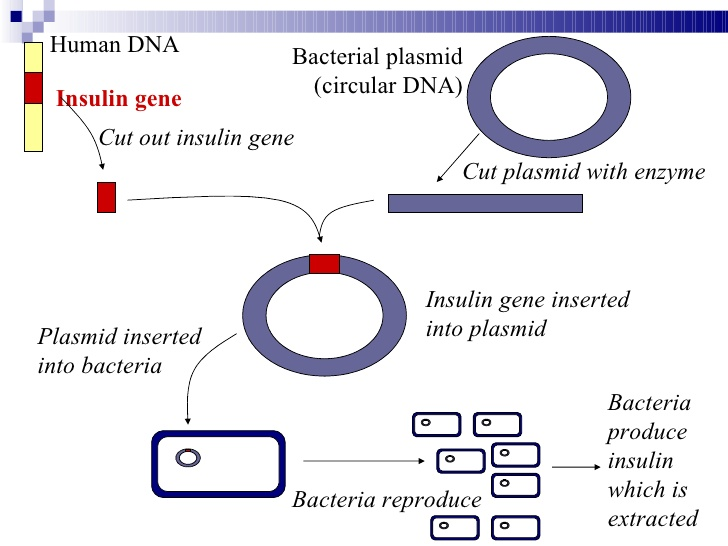 Human DNA
Bacterial plasmid
(circular DNA)
Insulin gene
Cut out insulin gene
Cut plasmid with enzyme
Insulin gene inserted
into plasmid
Plasmid inserted
into bacteria
Bacteria reproduce
Bacteria
produce
insulin
which is
extracted